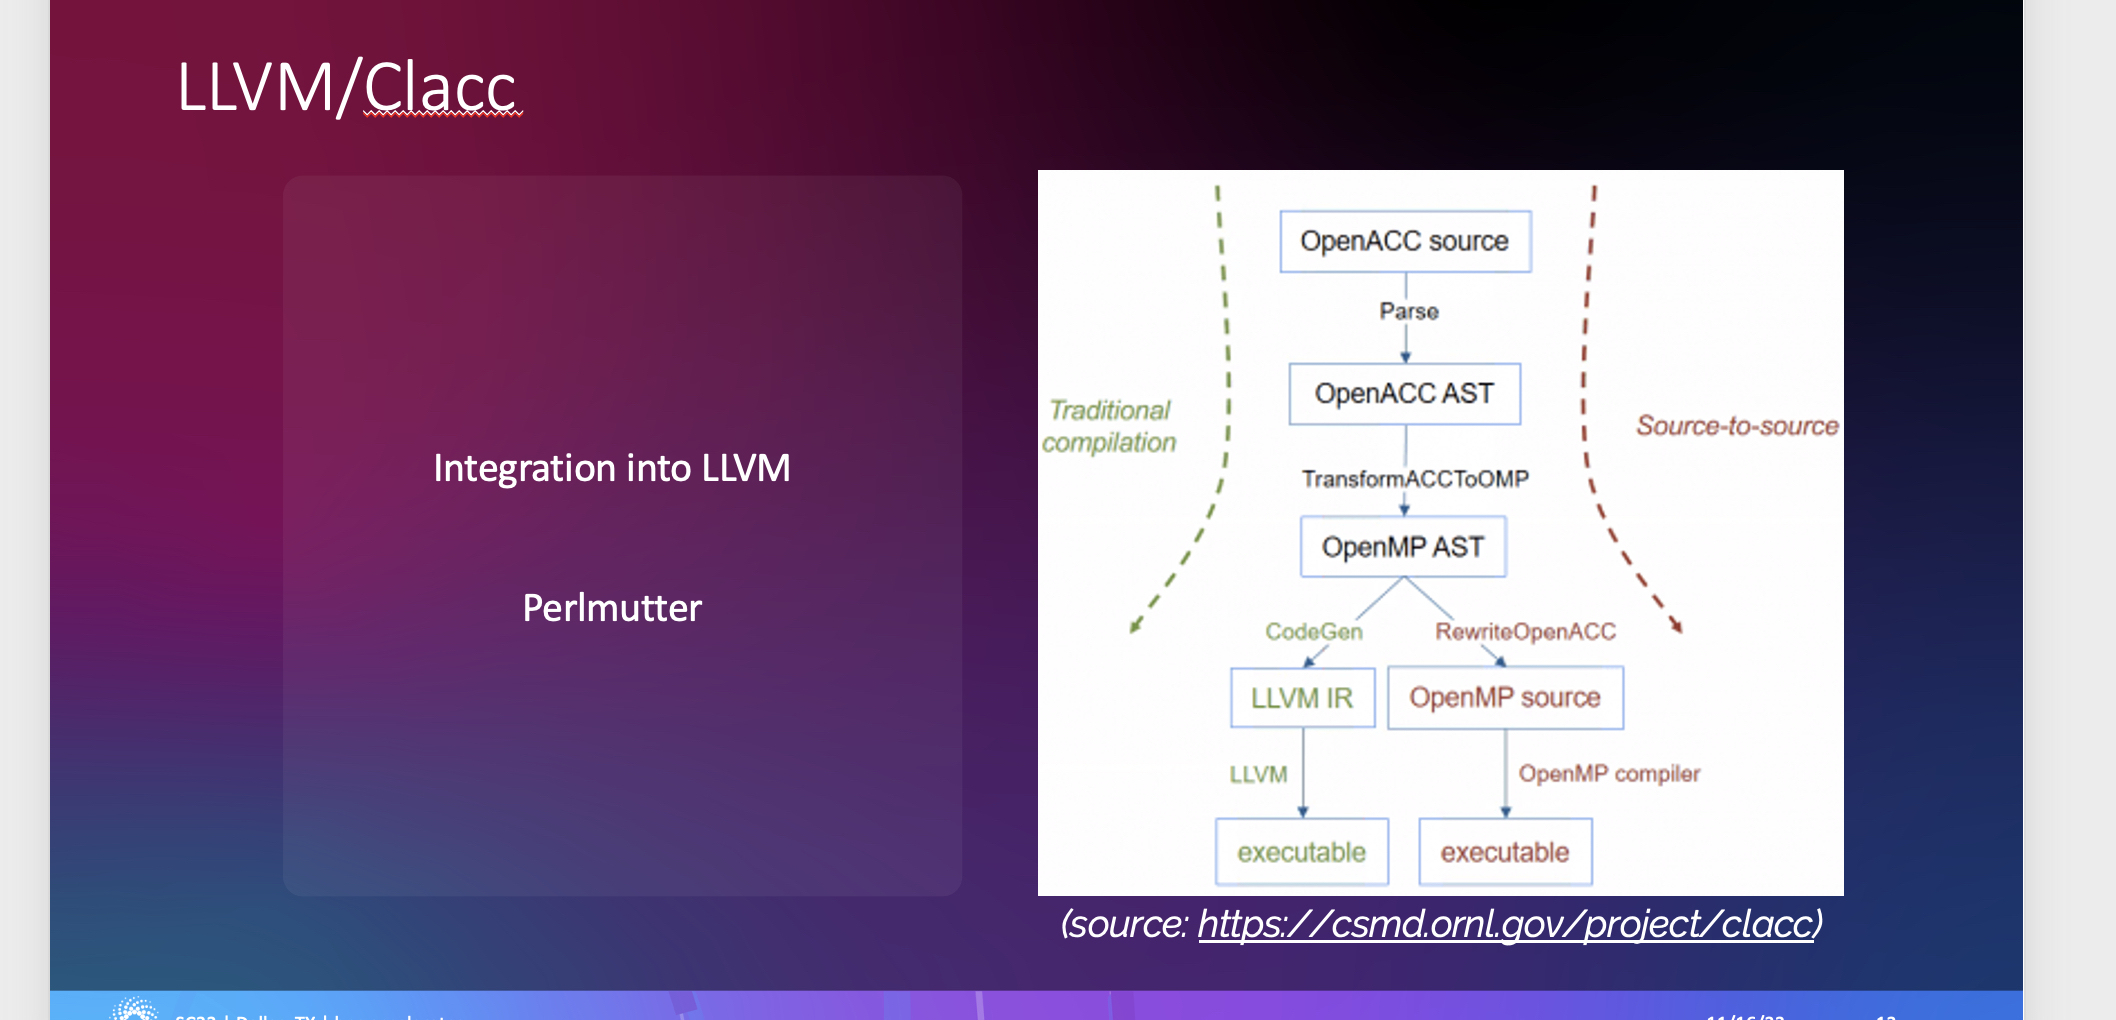 LLVM/Clacc
Integration into LLVM
Perlmutter
OpenACC source
Parse
OpenACC AST
Traditional
compilation
Source-to-source
TransformACCToOMP
OpenMP AST
CodeGen
RewriteOpenACC
LLVM IR
OpenMP source
LLVM
OpenMP compiler
executable
executable
(source: https://csmd.ornl.gov/project/clacc)